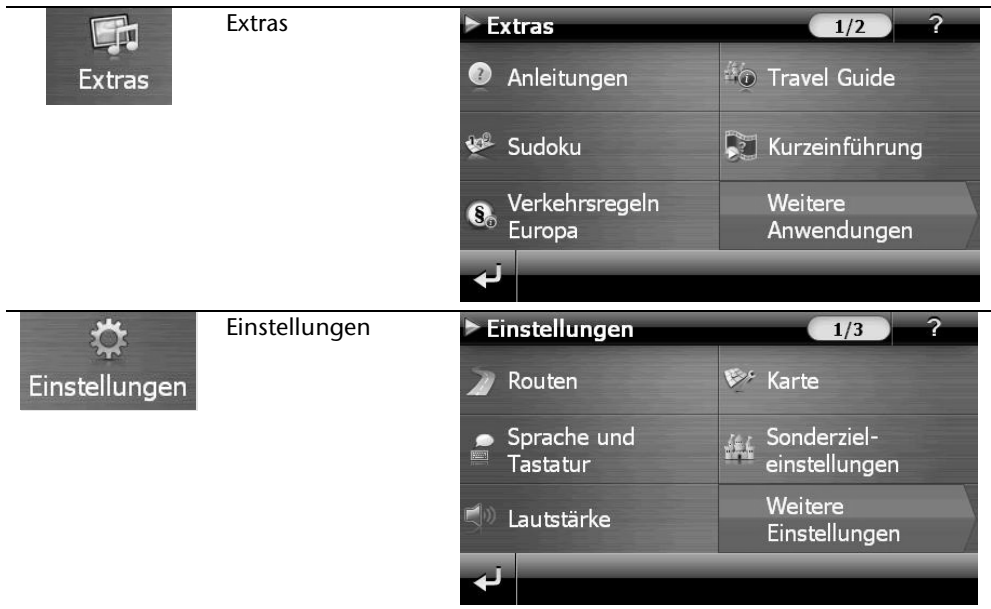 Extras
Extras
Extras
1/2
?
Anleitungen
Travel Guide
Sudoku
Kurzeinführung
Verkehrsregeln
Europa
Weitere
Anwendungen
Einstellungen
Einstellungen
Einstellungen
1/3
?
Routen
Karte
Sprache und
Tastatur
Sonderziel-
einstellungen
Lautstärke
Weitere
Einstellungen